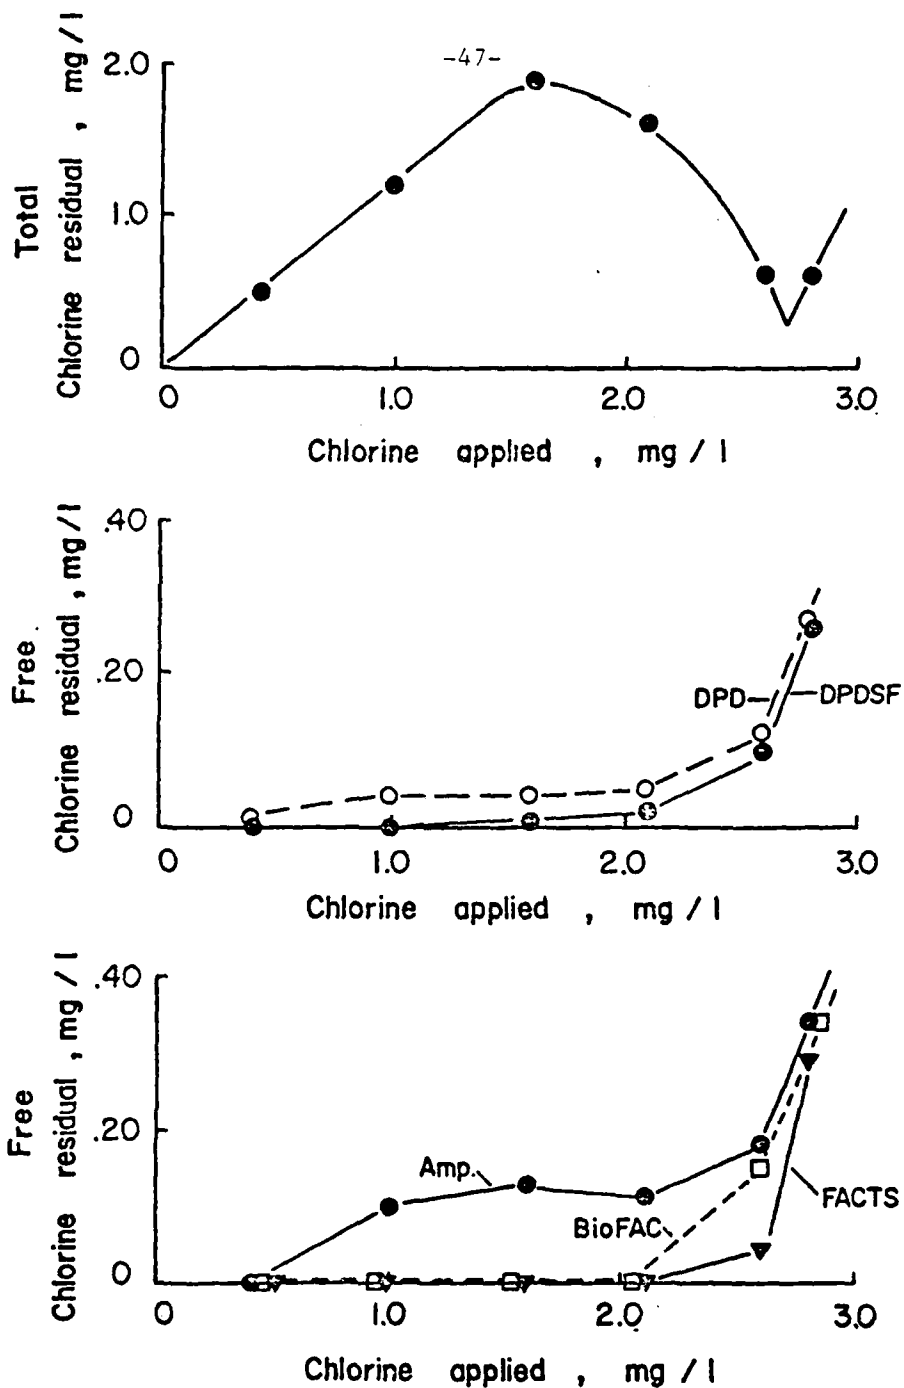 -47-
Total
Chlorine residual , mg / l
2.0
1.0
0
0 1.0 2.0 3.0
Chlorine applied , mg / l
Free
Chlorine residual , mg / l
.40
.20
0
DPD
DPDSF
0 1.0 2.0 3.0
Chlorine applied , mg / l
Free
Chlorine residual , mg / l
.40
.20
0
Amp.
BioFAC
FACTS
0 1.0 2.0 3.0
Chlorine applied , mg / l